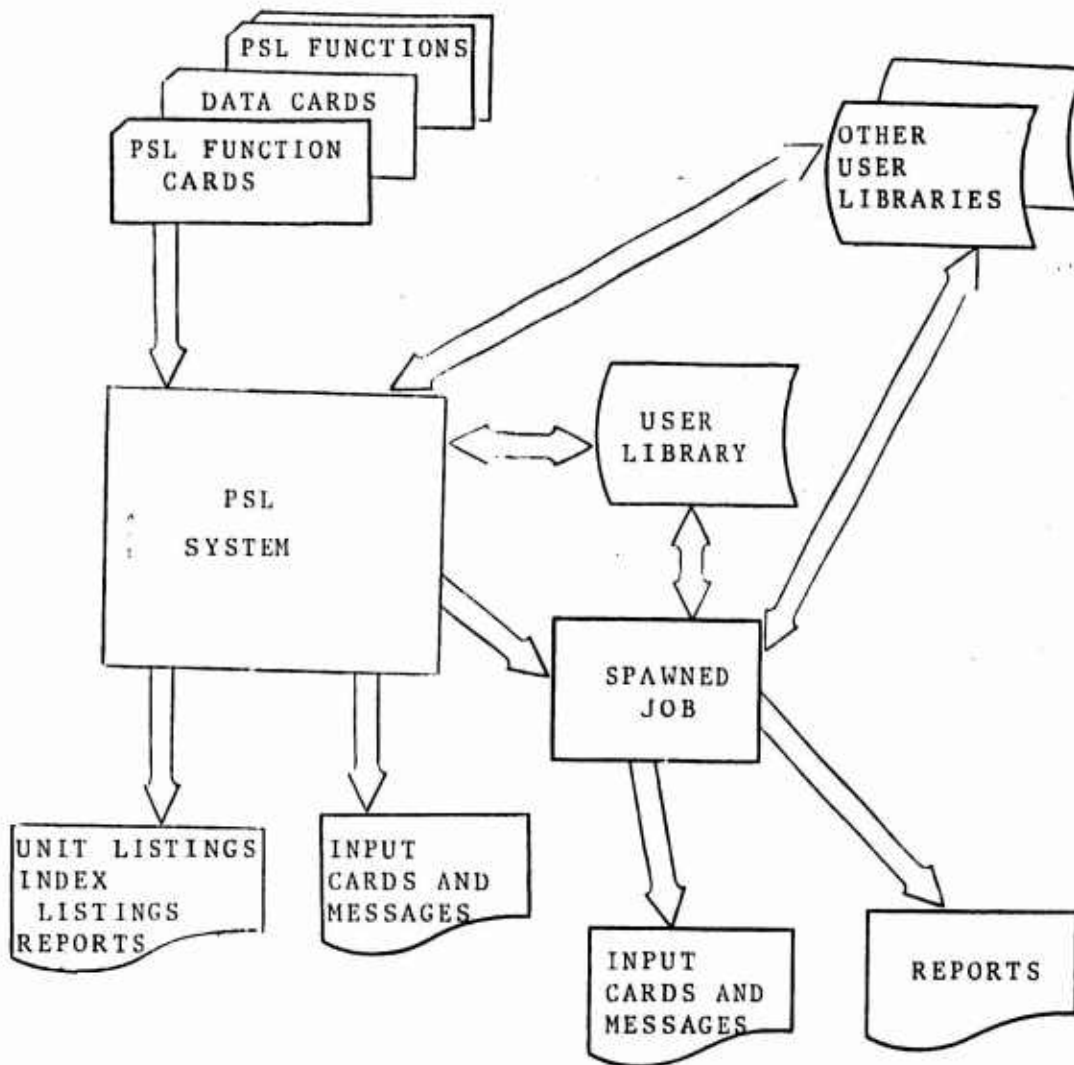 PSL FUNCTIONS
DATA CARDS
PSL FUNCTION
CARDS
OTHER
USER
LIBRARIES
USER
LIBRARY
PSL
SYSTEM
SPAWNED
JOB
UNIT LISTINGS
INDEX
LISTINGS
REPORTS
INPUT
CARDS AND
MESSAGES
INPUT
CARDS AND
MESSAGES
REPORTS